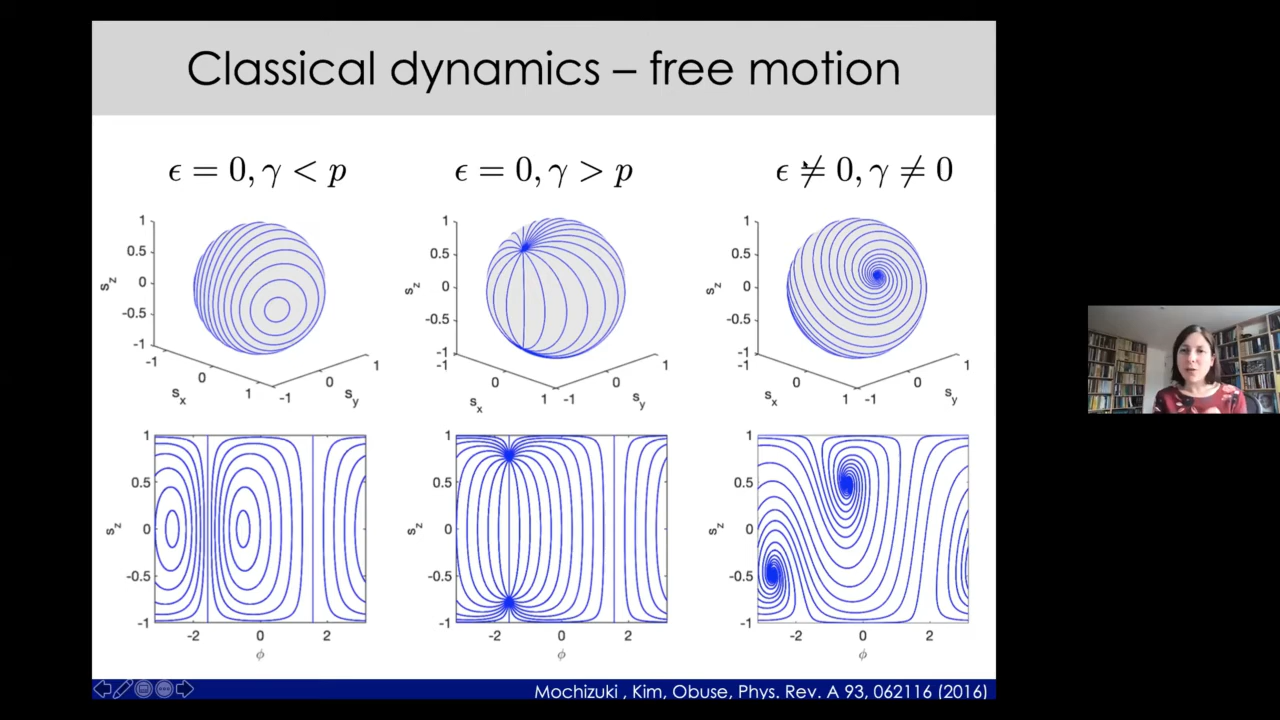 Classical dynamics – free motion
ϵ = 0, γ < p
ϵ = 0, γ > p
ϵ ≠ 0, γ ≠ 0
1
0.5
0
-0.5
-1
s_z
-1
0
1
s_x
-1
0
1
s_y
1
0.5
0
-0.5
-1
s_z
-1
0
1
s_x
-1
0
1
s_y
1
0.5
0
-0.5
-1
s_z
-1
0
1
s_x
-1
0
1
s_y
1
0.5
0
-0.5
-1
s_z
-2
0
2
ϕ
1
0.5
0
-0.5
-1
s_z
-2
0
2
ϕ
1
0.5
0
-0.5
-1
s_z
-2
0
2
ϕ
Mochizuki , Kim, Obuse, Phys. Rev. A 93, 062116 (2016)